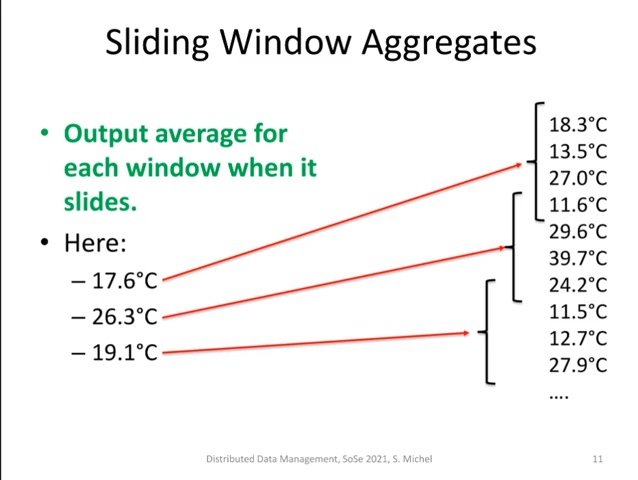 Sliding Window Aggregates
• Output average for
each window when it
slides.
• Here:
– 17.6°C
– 26.3°C
– 19.1°C
18.3°C
13.5°C
27.0°C
11.6°C
29.6°C
39.7°C
24.2°C
11.5°C
12.7°C
27.9°C
....
Distributed Data Management, SoSe 2021, S. Michel
11